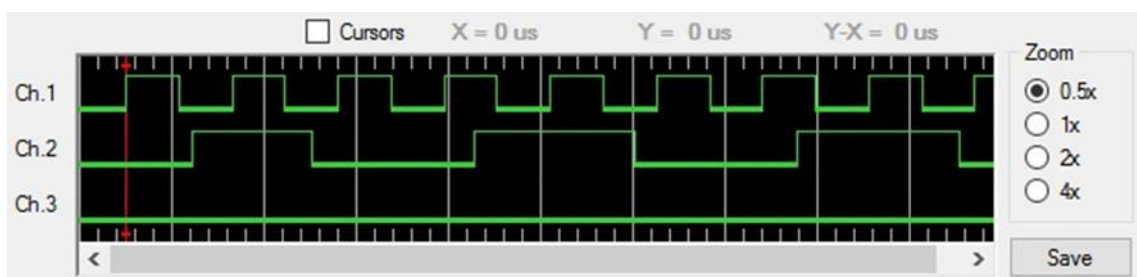 Cursors X = 0 us Y = 0 us Y-X = 0 us
Zoom
Ch.1
0.5x
1x
Ch.2
2x
Ch.3
4x
Save